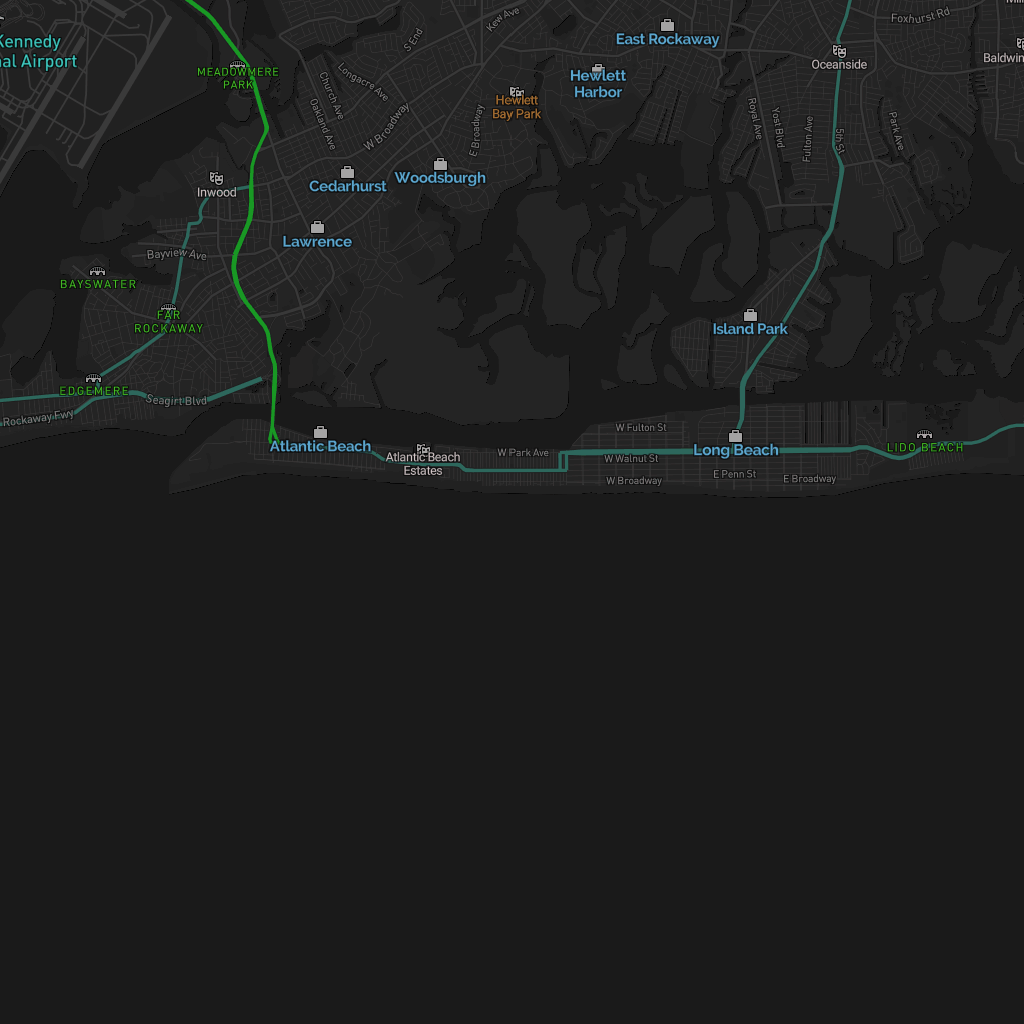 Kew Ave
Foxhurst Rd
S End
East Rockaway
Kennedy
al Airport
Oceanside
Baldwin
MEADOWMERE
PARK
Longacre Ave
Hewlett
Harbor
Church Ave
Hewlett
Bay Park
Oakland Ave
W Broadway
E Broadway
Royal Ave
Yost Blvd
Fulton Ave
5th St
Park Ave
Inwood
Cedarhurst
Woodsburgh
Lawrence
Bayview Ave
BAYSWATER
FAR
ROCKAWAY
Island Park
EDGEMERE
Seagirt Blvd
Rockaway Fwy
W Fulton St
Atlantic Beach
Atlantic Beach
Estates
W Park Ave
W Walnut St
Long Beach
LIDO BEACH
W Broadway
E Penn St
E Broadway